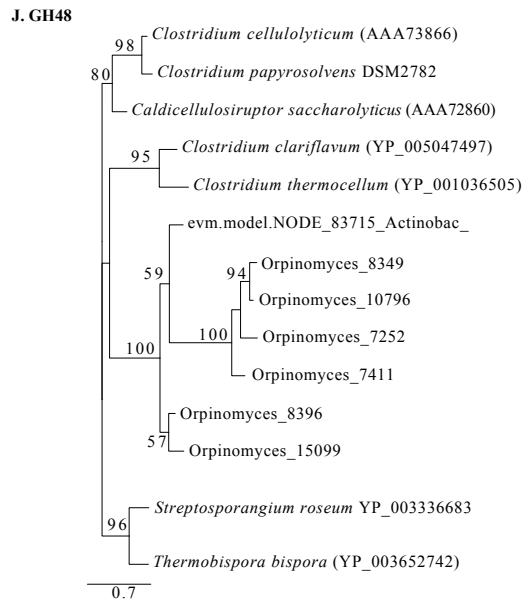 J. GH48
Clostridium cellulolyticum (AAA73866)
98
Clostridium papyrosolvens DSM2782
80
Caldicellulosiruptor saccharolyticus (AAA72860)
Clostridium clariflavum (YP_005047497)
95
Clostridium thermocellum (YP_001036505)
evm.model.NODE_83715_Actinobac_
59
Orpinomyces_8349
94
Orpinomyces_10796
100
Orpinomyces_7252
100
Orpinomyces_7411
Orpinomyces_8396
57
Orpinomyces_15099
Streptosporangium roseum YP_003336683
96
Thermobispora bispora (YP_003652742)
0.7